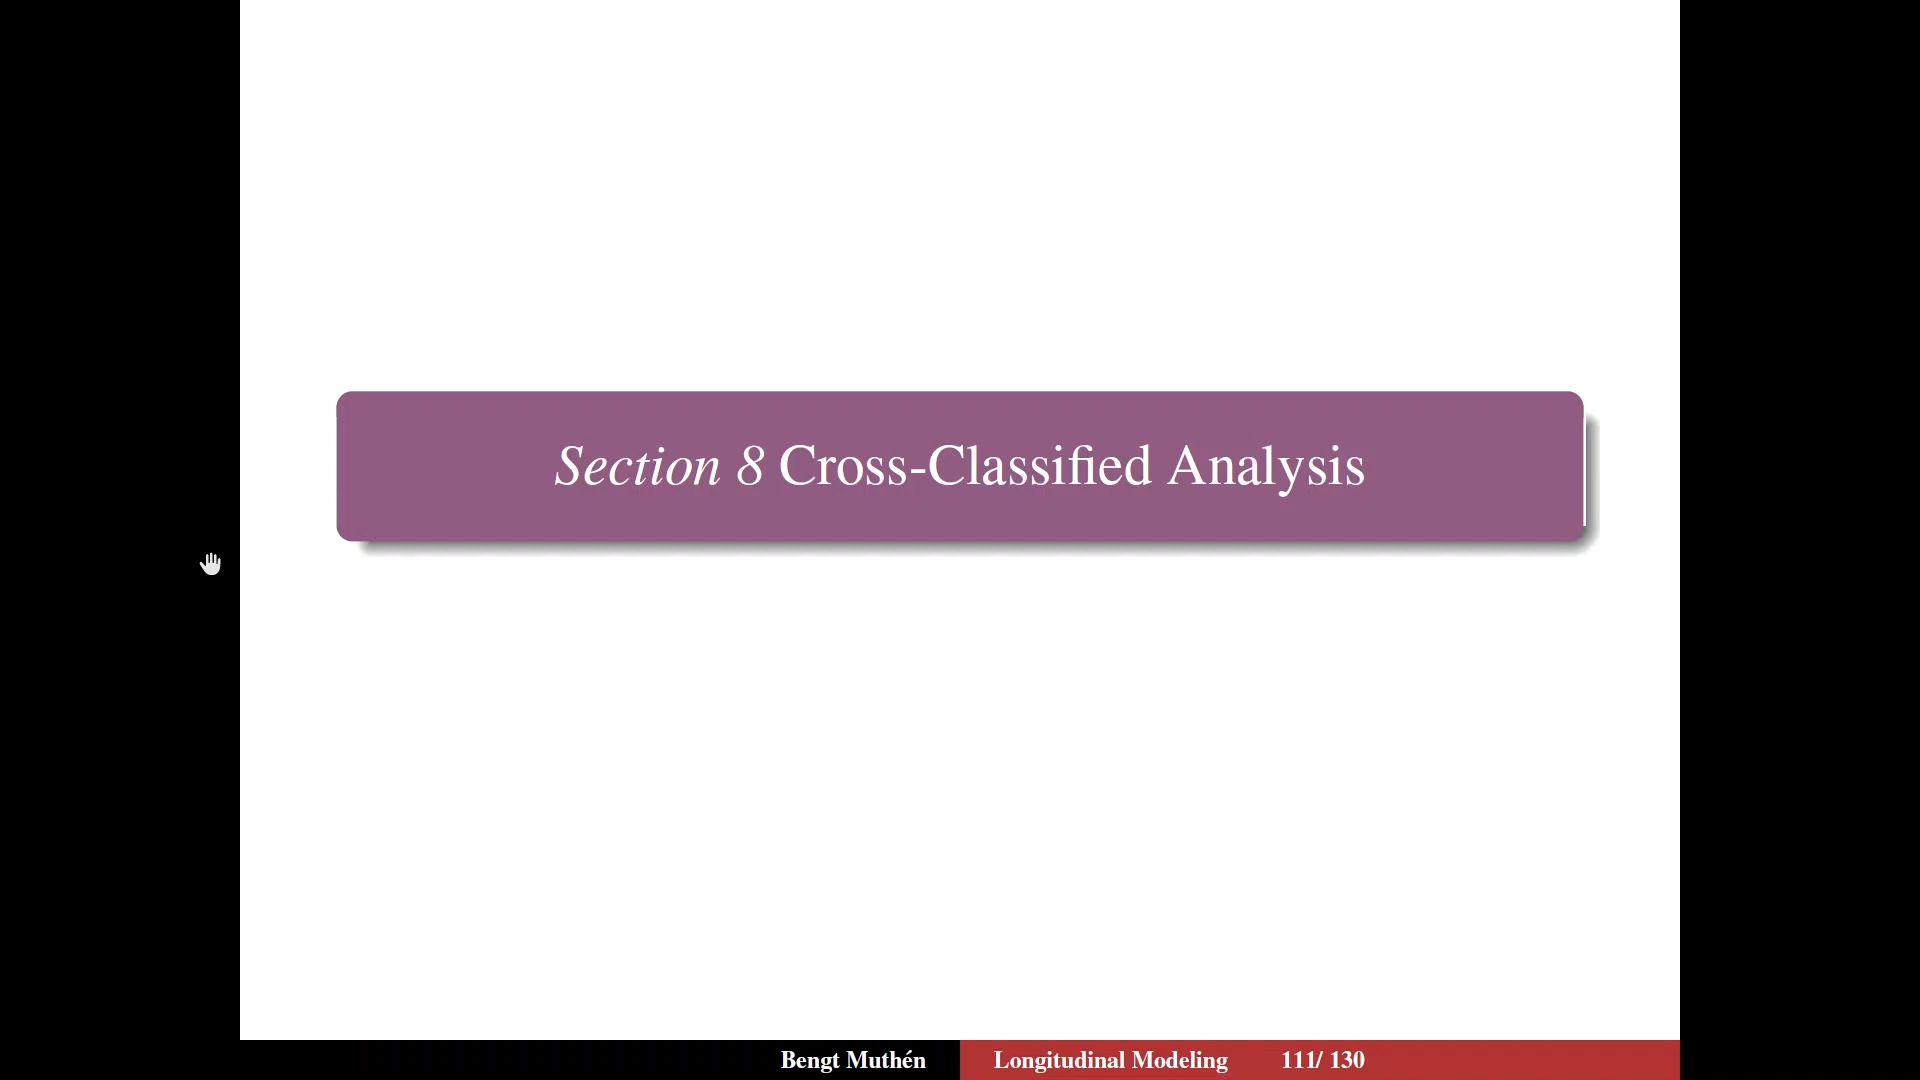 Section 8 Cross-Classified Analysis
Bengt Muthén Longitudinal Modeling 111/ 130